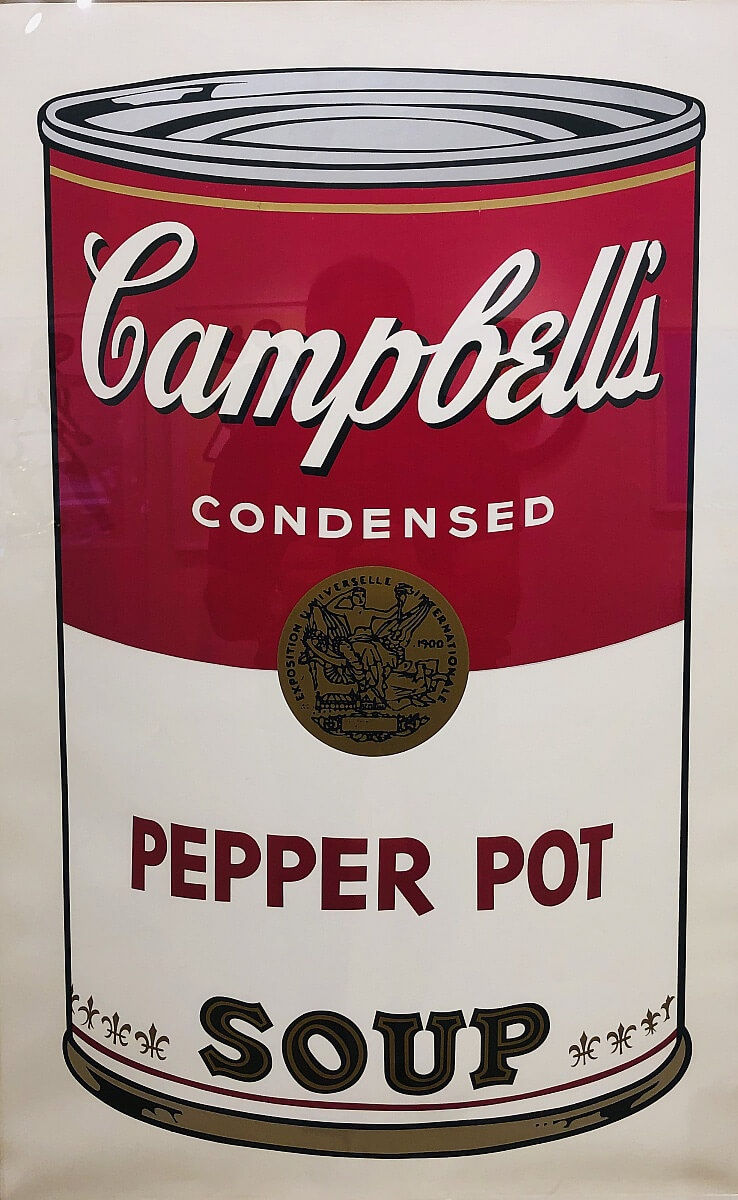 Campbell's
CONDENSED
EXPOSITION UNIVERSELLE INTERNATIONALE
1900
PEPPER POT
SOUP